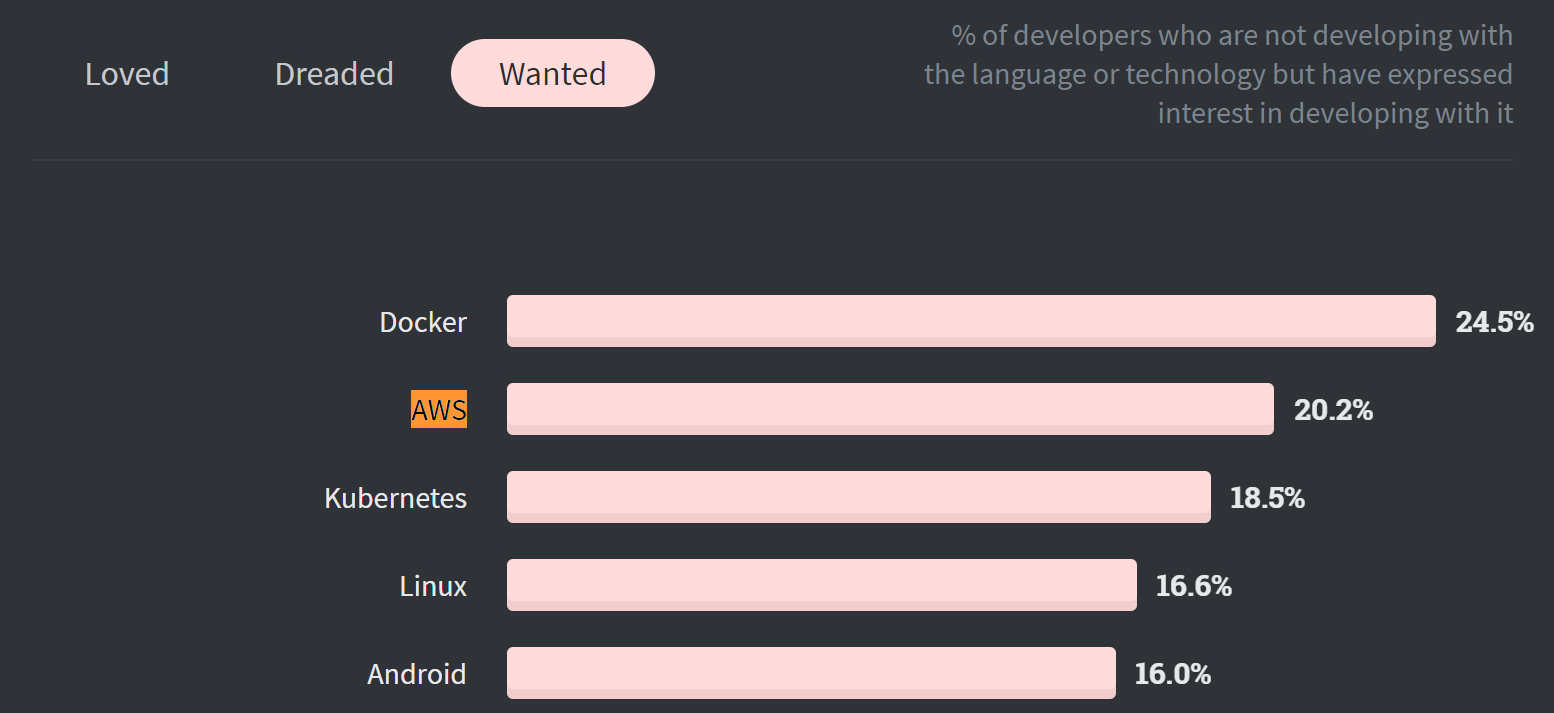 Loved
Dreaded
Wanted
% of developers who are not developing with
the language or technology but have expressed
interest in developing with it
Docker 24.5%
AWS 20.2%
Kubernetes 18.5%
Linux 16.6%
Android 16.0%